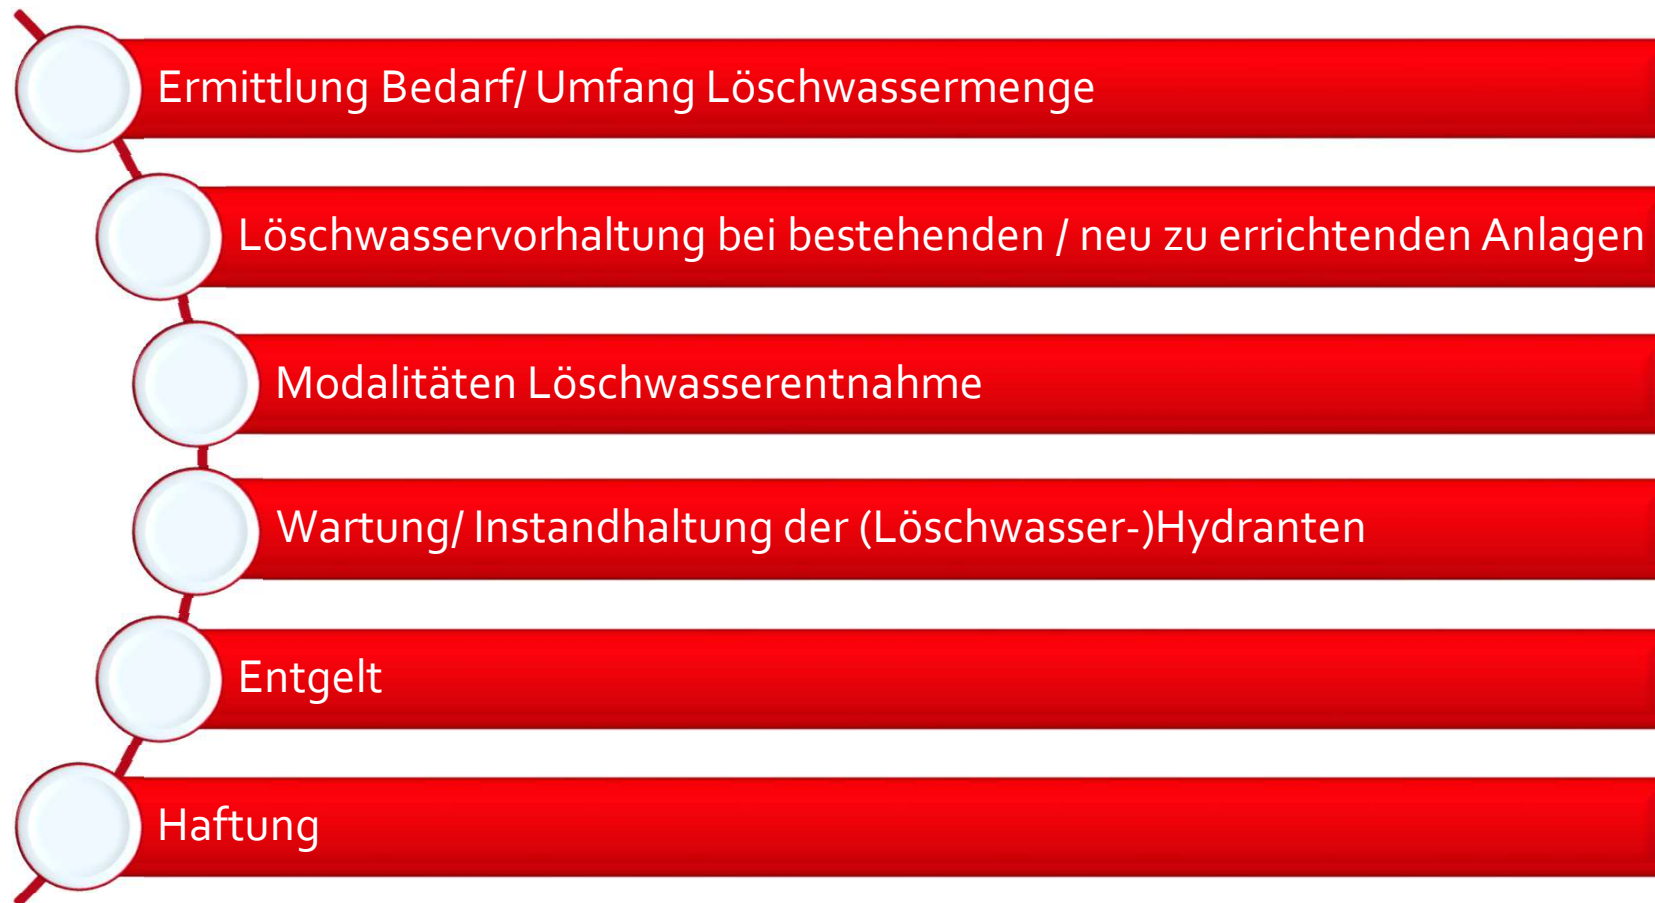 Ermittlung Bedarf/ Umfang Löschwassermenge
Löschwasservorhaltung bei bestehenden / neu zu errichtenden Anlagen
Modalitäten Löschwasserentnahme
Wartung/ Instandhaltung der (Löschwasser-)Hydranten
Entgelt
Haftung